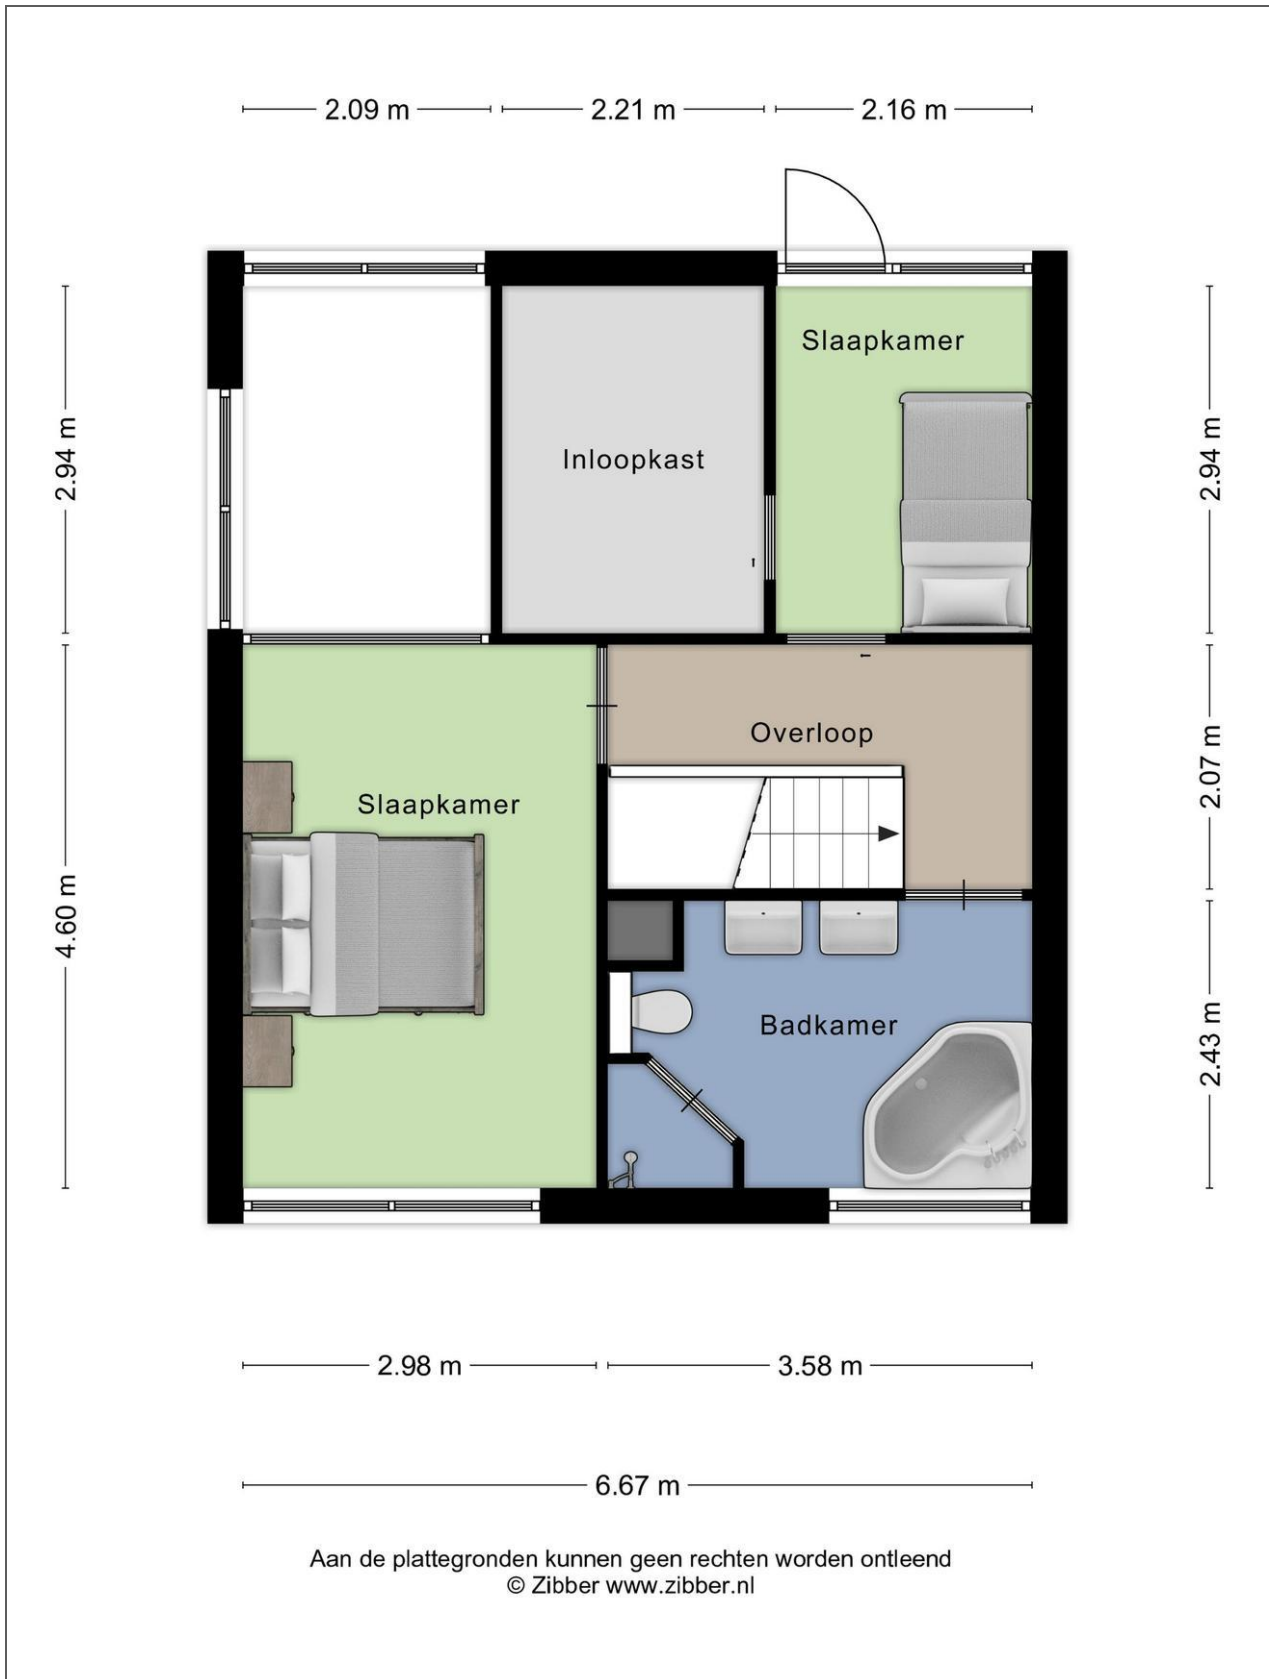 2.09 m
2.21 m
2.16 m
Slaapkamer
2.94 m
Inloopkast
2.94 m
Overloop
2.07 m
Slaapkamer
4.60 m
Badkamer
2.43 m
2.98 m
3.58 m
6.67 m
Aan de plattegronden kunnen geen rechten worden ontleend
© Zibber www.zibber.nl